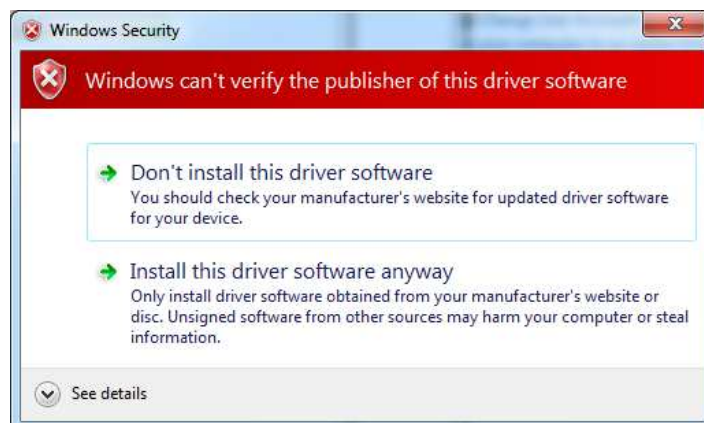 Windows Security
Windows can't verify the publisher of this driver software
Don't install this driver software
You should check your manufacturer's website for updated driver software
for your device.
Install this driver software anyway
Only install driver software obtained from your manufacturer's website or
disc. Unsigned software from other sources may harm your computer or steal
information.
See details